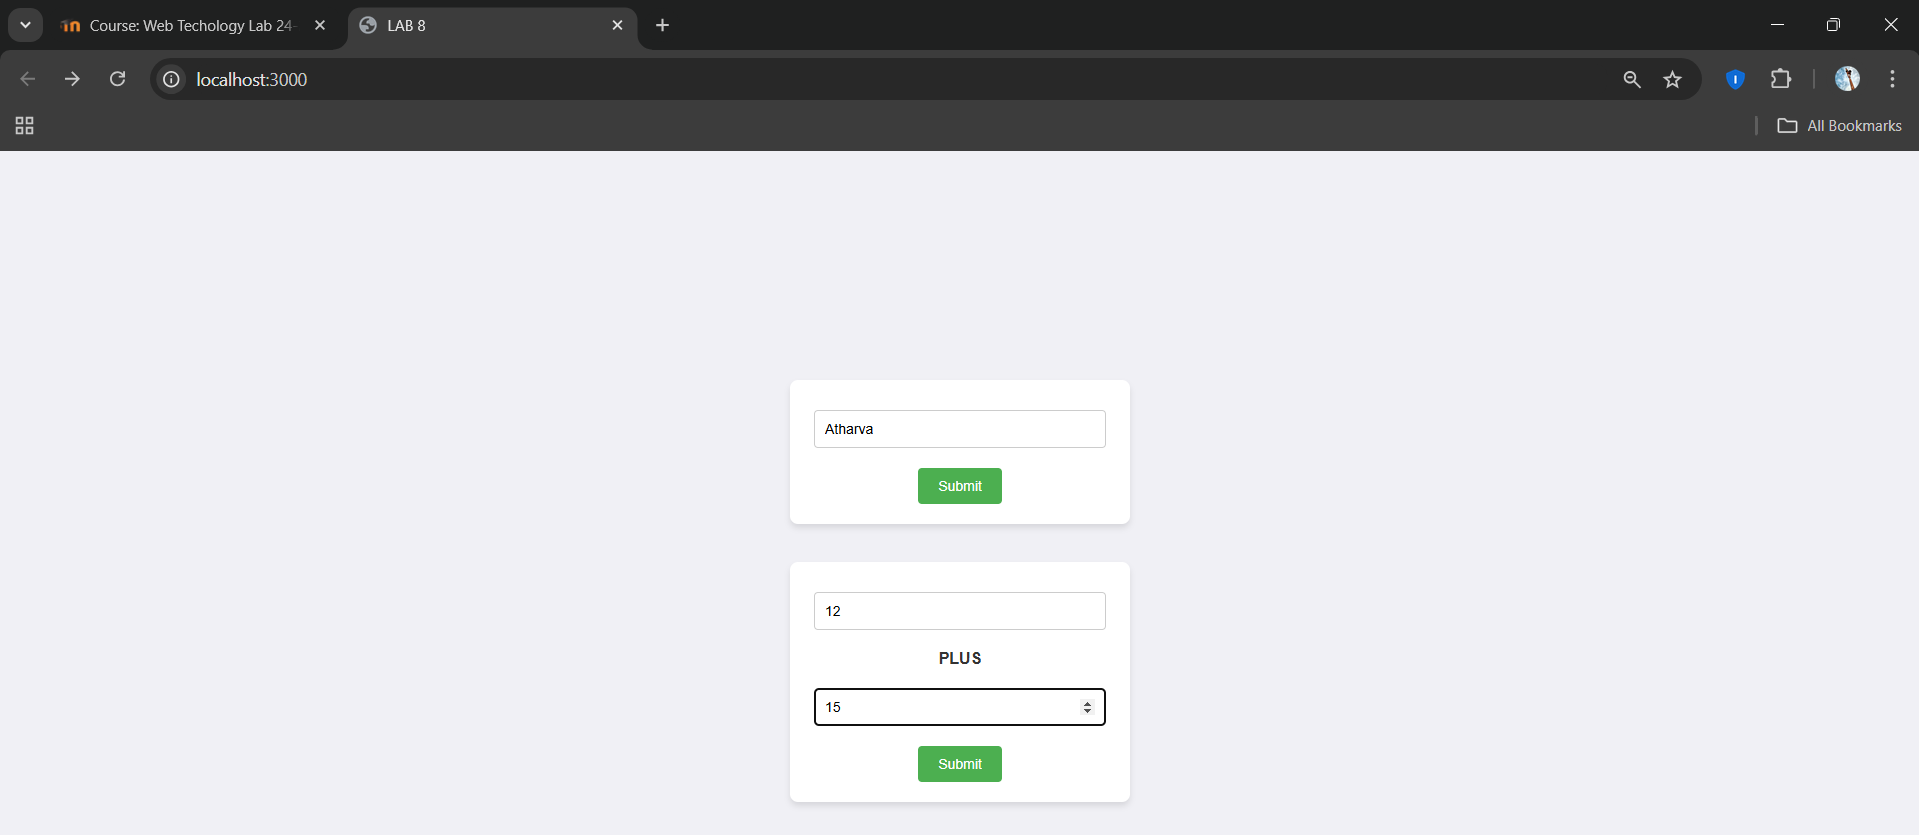 Course: Web Techology Lab 24-
LAB 8
localhost:3000
All Bookmarks
Atharva
Submit
12
PLUS
15
Submit